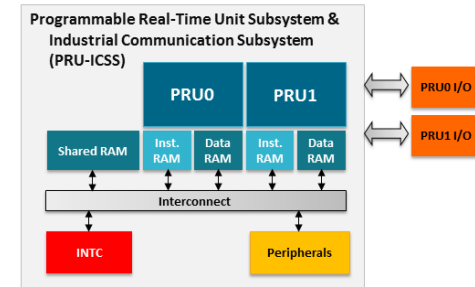 Programmable Real-Time Unit Subsystem &
Industrial Communication Subsystem
(PRU-ICSS)
PRU0
PRU1
PRU0 I/O
PRU1 I/O
Shared RAM
Inst.
RAM
Data
RAM
Inst.
RAM
Data
RAM
Interconnect
INTC
Peripherals